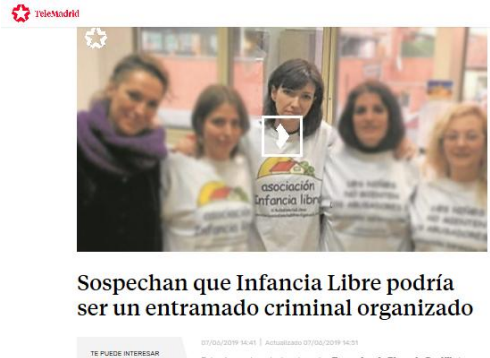 TeleMadrid
asociación
Infancia libre
asociación
Infancia
Sospechan que Infancia Libre podría
ser un entramado criminal organizado
07/06/2019 14:41 | Actualizado 07/06/2019 14:51
TE PUEDE INTERESAR